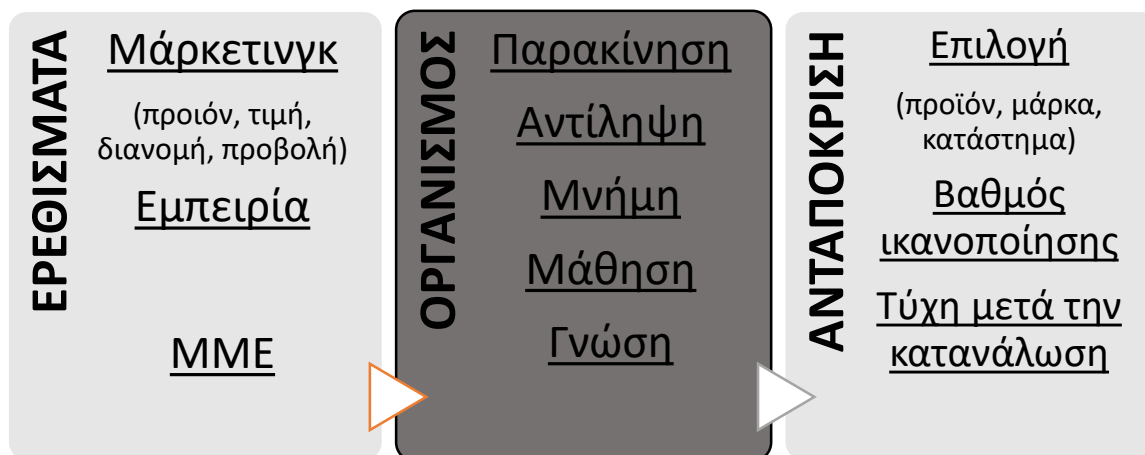 ΕΡΕΘΙΣΜΑΤΑ
Μάρκετινγκ
(προιόν, τιμή,
διανομή, προβολή)
Εμπειρία
ΜΜΕ
ΟΡΓΑΝΙΣΜΟΣ
Παρακίνηση
Αντίληψη
Μνήμη
Μάθηση
Γνώση
ΑΝΤΑΠΟΚΡΙΣΗ
Επιλογή
(προϊόν, μάρκα,
κατάστημα)
Βαθμός
ικανοποίησης
Τύχη μετά την
κατανάλωση